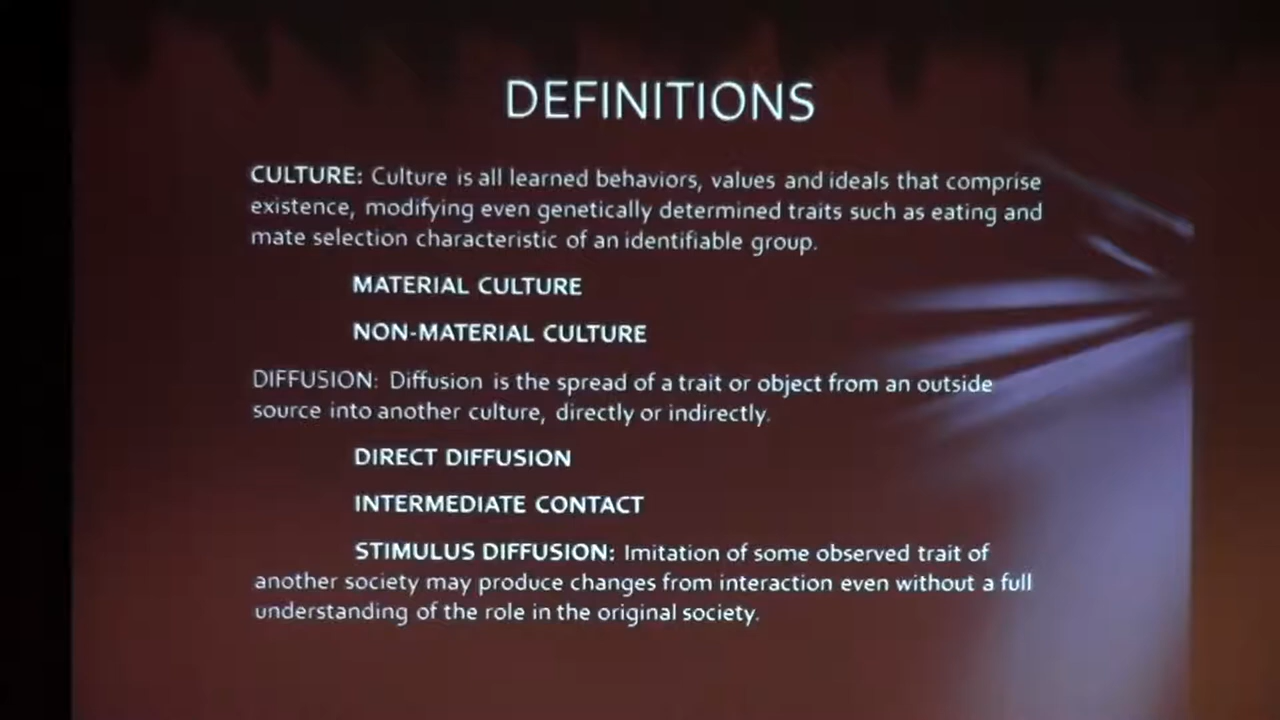 DEFINITIONS
CULTURE: Culture is all learned behaviors, values and ideals that comprise
existence, modifying even genetically determined traits such as eating and
mate selection characteristic of an identifiable group.
MATERIAL CULTURE
NON-MATERIAL CULTURE
DIFFUSION: Diffusion is the spread of a trait or object from an outside
source into another culture, directly or indirectly.
DIRECT DIFFUSION
INTERMEDIATE CONTACT
STIMULUS DIFFUSION: Imitation of some observed trait of
another society may produce changes from interaction even without a full
understanding of the role in the original society.